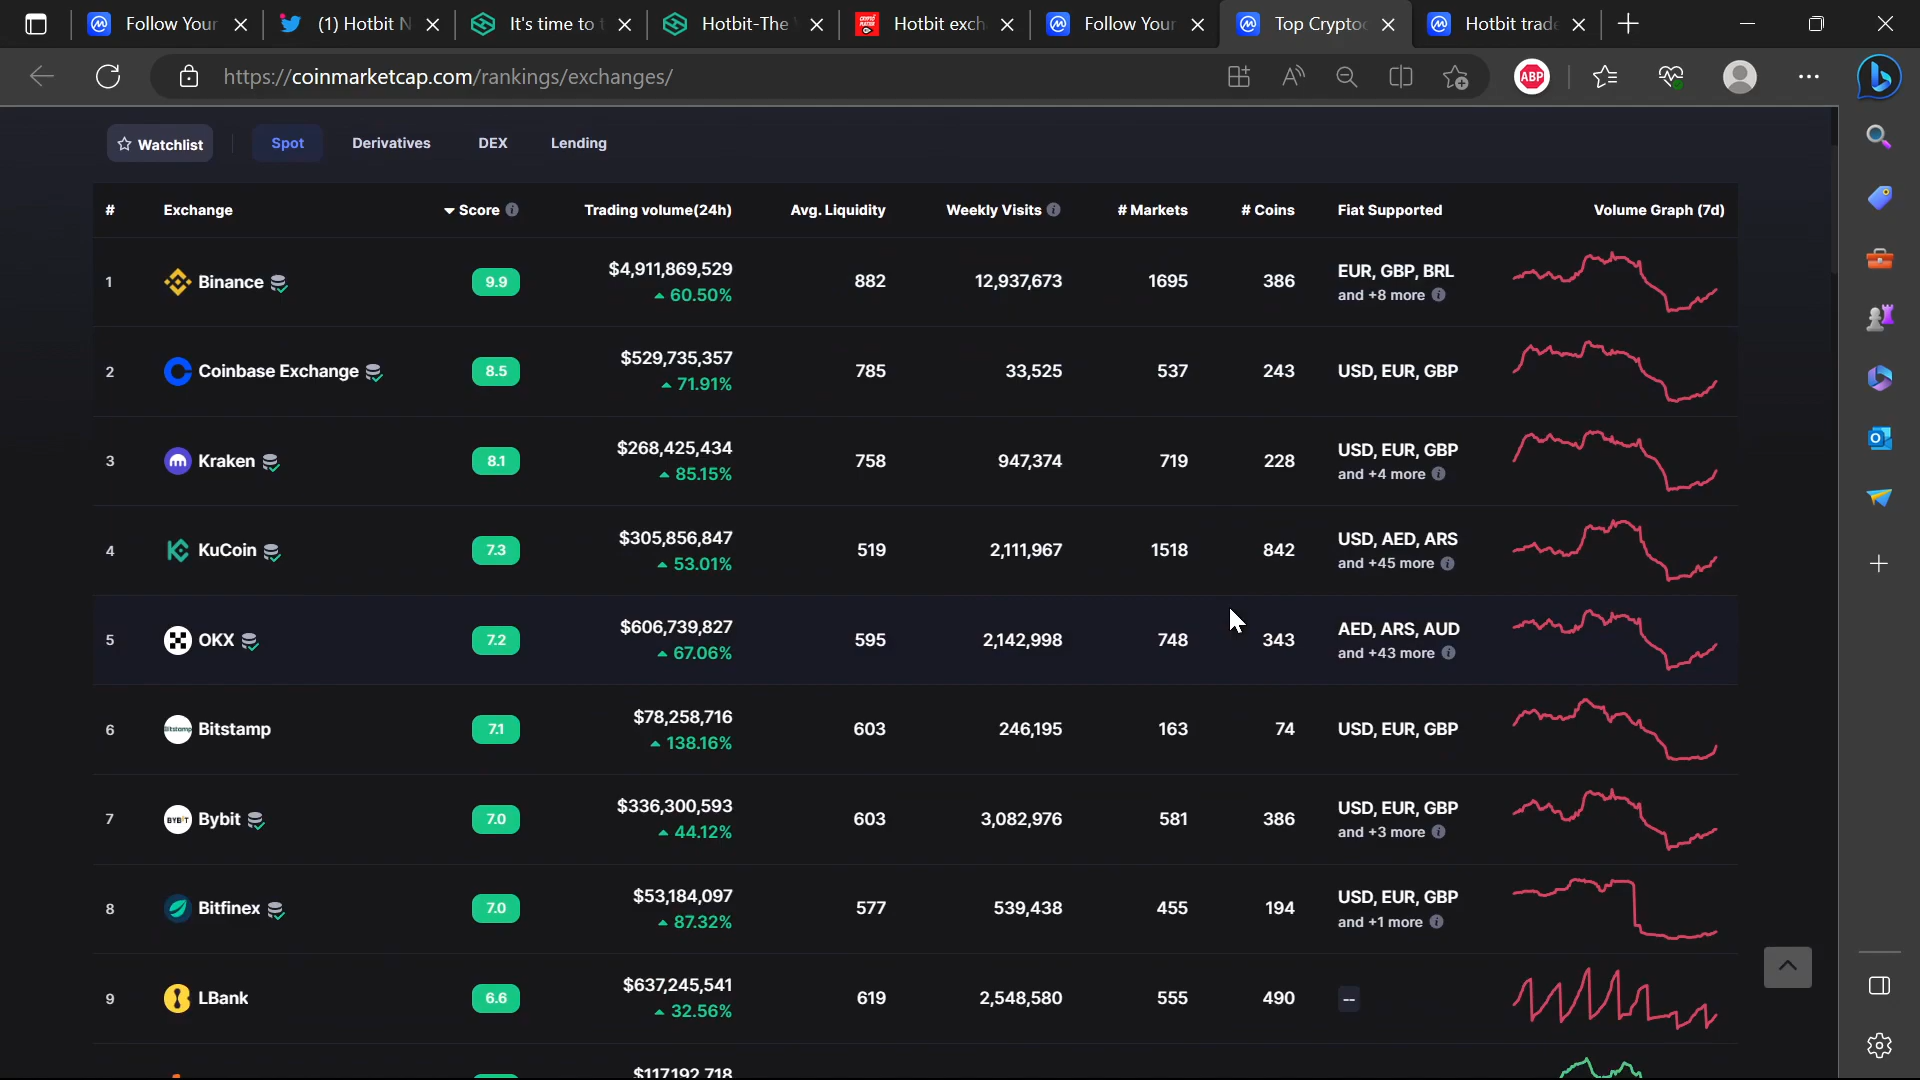 Follow Your
(1) Hotbit N
It's time to t
Hotbit-The
Hotbit exch
Follow Your
Top Cryptoc
Hotbit trade
https://coinmarketcap.com/rankings/exchanges/
ABP
Watchlist
Spot
Derivatives
DEX
Lending
# Exchange Score Trading volume(24h) Avg. Liquidity Weekly Visits # Markets # Coins Fiat Supported Volume Graph (7d)
1 Binance 9.9 $4,911,869,529 882 12,937,673 1695 386 EUR, GBP, BRL
60.50% and +8 more
2 Coinbase Exchange 8.5 $529,735,357 785 33,525 537 243 USD, EUR, GBP
71.91%
3 Kraken 8.1 $268,425,434 758 947,374 719 228 USD, EUR, GBP
85.15% and +4 more
4 KuCoin 7.3 $305,856,847 519 2,111,967 1518 842 USD, AED, ARS
53.01% and +45 more
5 OKX 7.2 $606,739,827 595 2,142,998 748 343 AED, ARS, AUD
67.06% and +43 more
6 Bitstamp 7.1 $78,258,716 603 246,195 163 74 USD, EUR, GBP
138.16%
7 Bybit 7.0 $336,300,593 603 3,082,976 581 386 USD, EUR, GBP
44.12% and +3 more
8 Bitfinex 7.0 $53,184,097 577 539,438 455 194 USD, EUR, GBP
87.32% and +1 more
9 LBank 6.6 $637,245,541 619 2,548,580 555 490 --
32.56%
$117,192,718